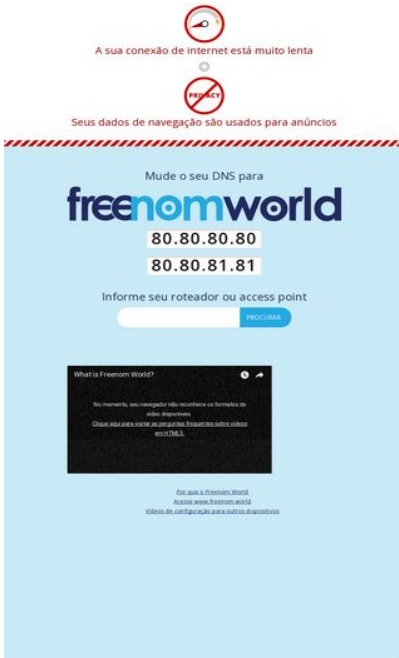 A sua conexão de internet está muito lenta
PRIVACY
Seus dados de navegação são usados para anúncios
Mude o seu DNS para
freenomworld
80.80.80.80
80.80.81.81
Informe seu roteador ou access point
PROCURAR
What is Freenom World?
No momento, seu navegador não reconhece os formatos de
vídeo disponíveis.
Clique aqui para visitar as perguntas frequentes sobre vídeos
em HTML5.
Por que o Freenom World
Acesse www.freenom.world
Vídeos de configuração para outros dispositivos